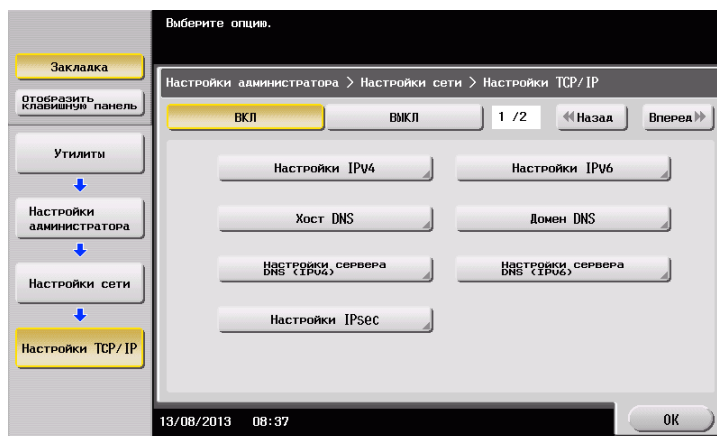 Выберите опцию.
Закладка
Отобразить
клавишную панель
Утилиты
Настройки
администратора
Настройки сети
Настройки TCP/IP
Настройки администратора > Настройки сети > Настройки TCP/IP
ВКЛ
ВЫКЛ
1 /2
Назад
Вперед
Настройки IPv4
Настройки IPv6
Хост DNS
Домен DNS
Настройки сервера
DNS (IPv4)
Настройки сервера
DNS (IPv6)
Настройки IPsec
13/08/2013 08:37
OK